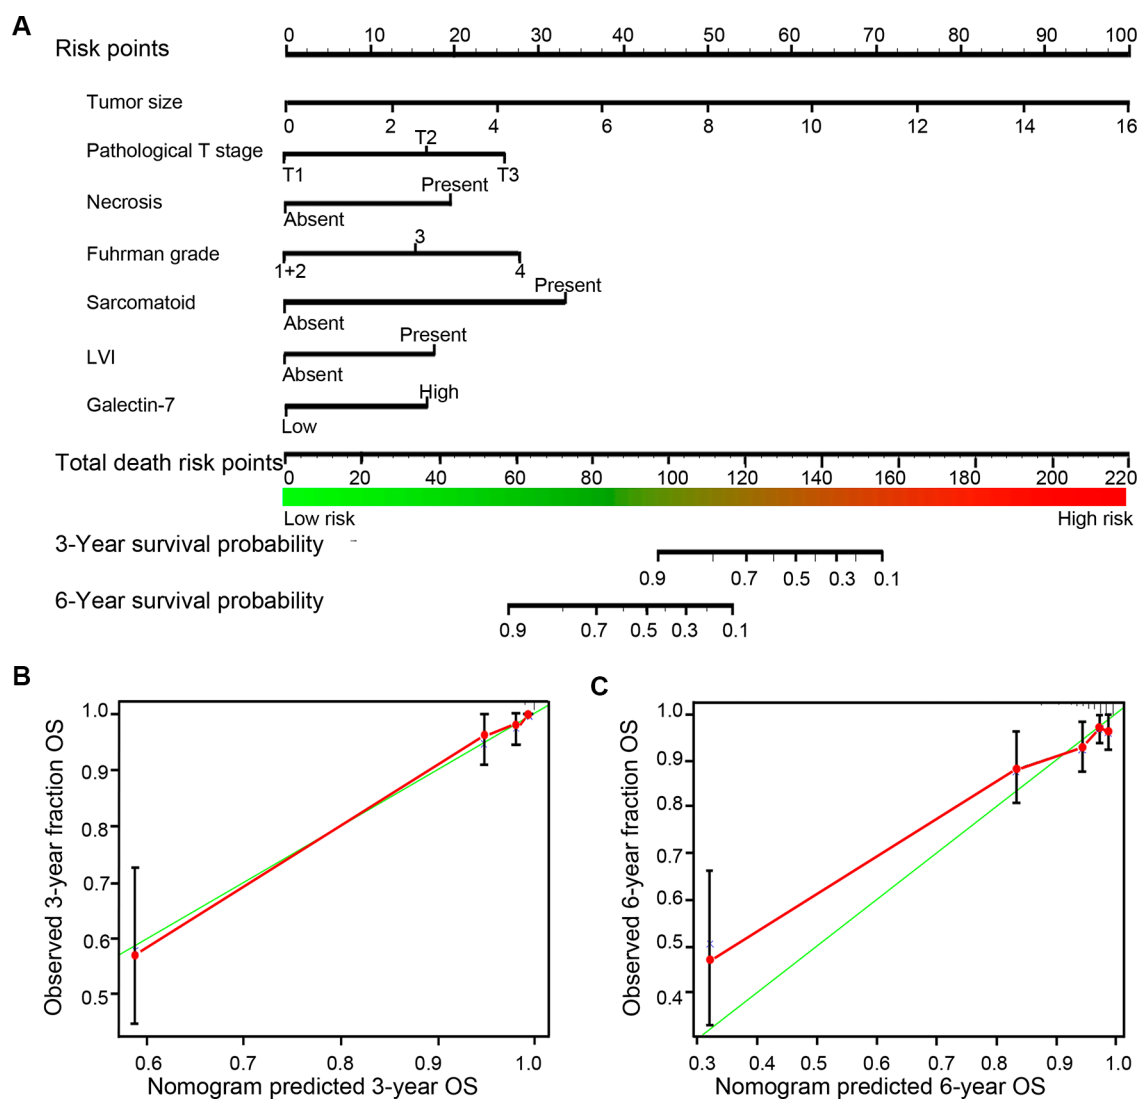 A
Risk points
0 10 20 30 40 50 60 70 80 90 100
Tumor size
0 2 4 6 8 10 12 14 16
T2
Pathological T stage
T1 T3
Present
Necrosis
Absent
3
Fuhrman grade
1+2 4
Present
Sarcomatoid
Absent
Present
LVI
Absent
High
Galectin-7
Low
Total death risk points
0 20 40 60 80 100 120 140 160 180 200 220
Low risk High risk
3-Year survival probability
0.9 0.7 0.5 0.3 0.1
6-Year survival probability
0.9 0.7 0.5 0.3 0.1
B
Observed 3-year fraction OS
1.0
0.9
0.8
0.7
0.6
0.5
0.6 0.7 0.8 0.9 1.0
Nomogram predicted 3-year OS
C
Observed 6-year fraction OS
1.0
0.9
0.8
0.7
0.6
0.5
0.4
0.3 0.4 0.5 0.6 0.7 0.8 0.9 1.0
Nomogram predicted 6-year OS